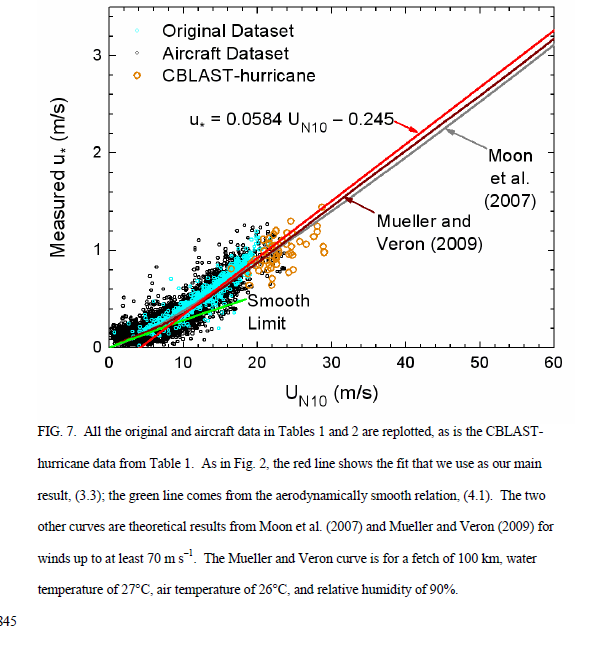 3
Original Dataset
Aircraft Dataset
CBLAST-hurricane
u* = 0.0584 U_N10 – 0.245
2
Moon
et al.
(2007)
Mueller and
Veron (2009)
1
Smooth
Limit
0
Measured u* (m/s)
0 10 20 30 40 50 60
U_N10 (m/s)
FIG. 7. All the original and aircraft data in Tables 1 and 2 are replotted, as is the CBLAST-
hurricane data from Table 1. As in Fig. 2, the red line shows the fit that we use as our main
result, (3.3); the green line comes from the aerodynamically smooth relation, (4.1). The two
other curves are theoretical results from Moon et al. (2007) and Mueller and Veron (2009) for
winds up to at least 70 m s⁻¹. The Mueller and Veron curve is for a fetch of 100 km, water
temperature of 27°C, air temperature of 26°C, and relative humidity of 90%.
845